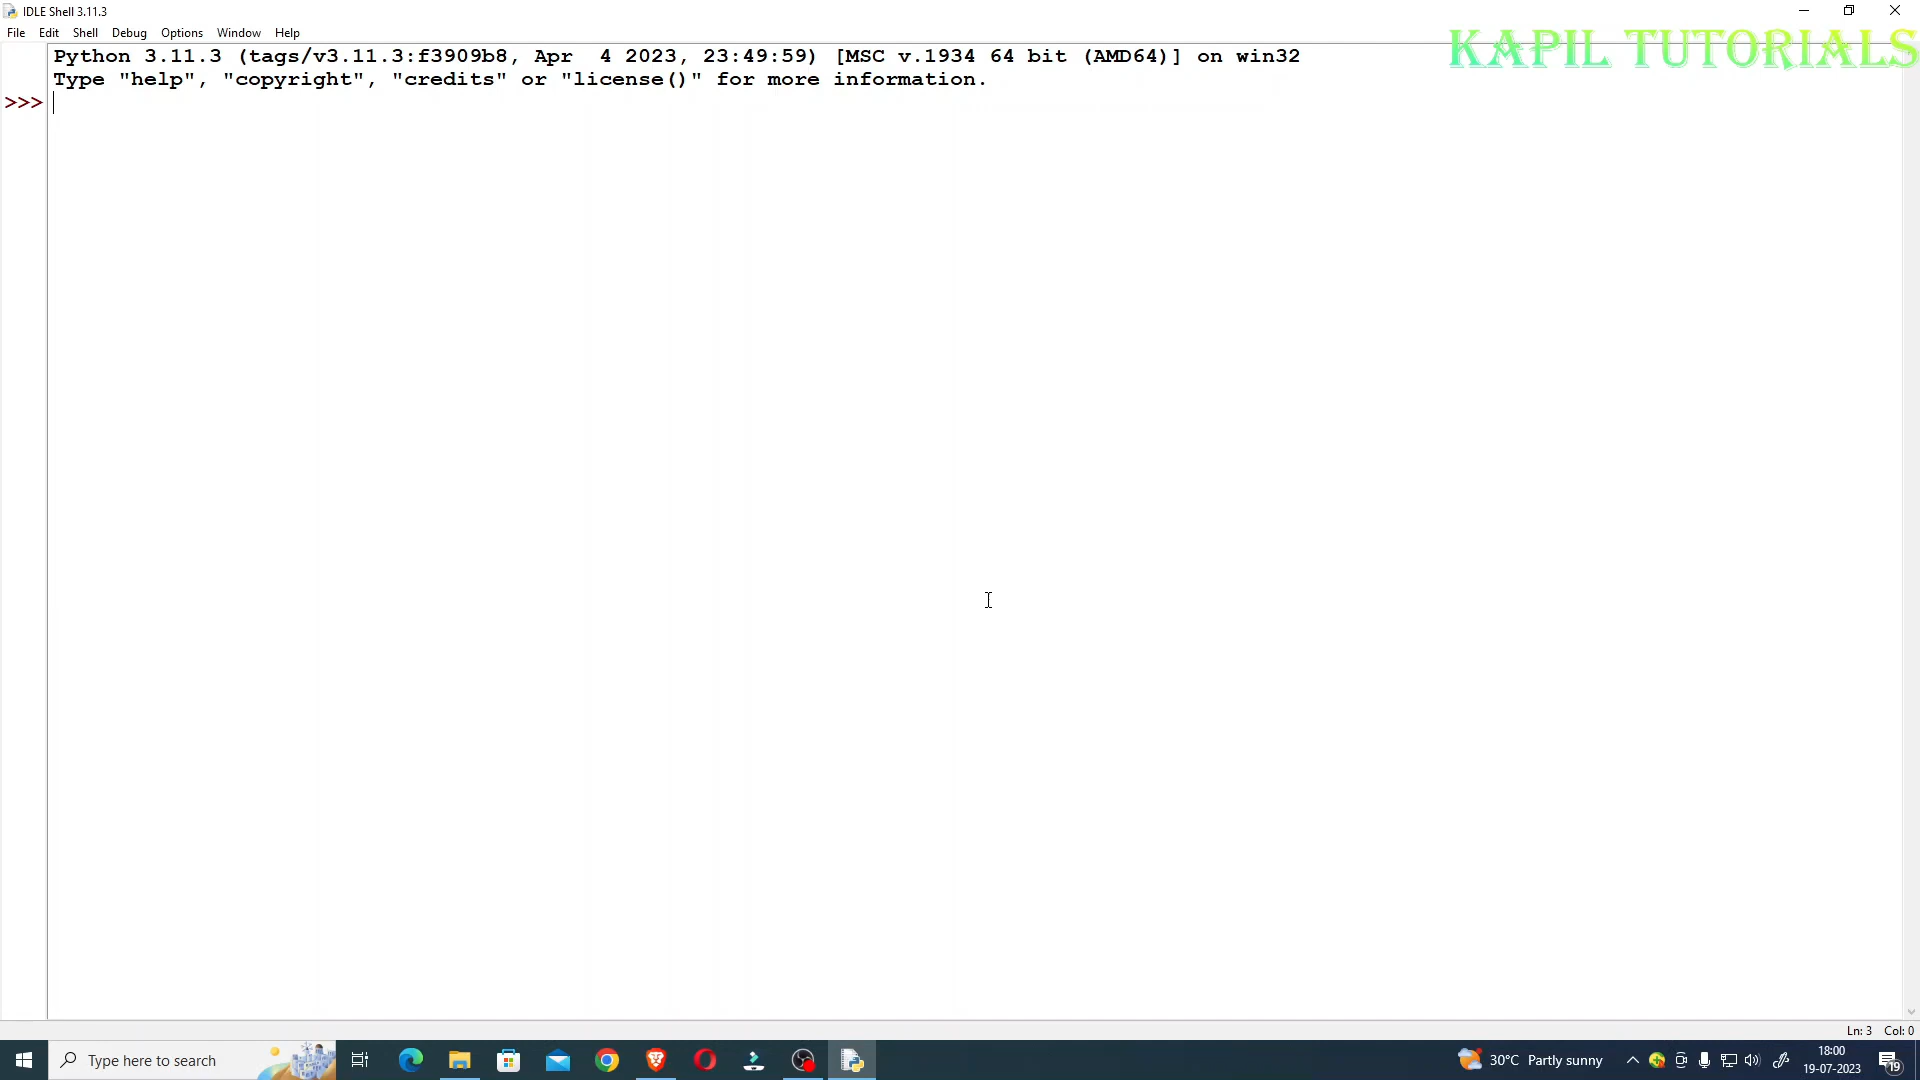 IDLE Shell 3.11.3
File Edit Shell Debug Options Window Help
KAPIL TUTORIALS
Python 3.11.3 (tags/v3.11.3:f3909b8, Apr  4 2023, 23:49:59) [MSC v.1934 64 bit (AMD64)] on win32
Type "help", "copyright", "credits" or "license()" for more information.
>>>
Ln: 3 Col: 0
Type here to search
30°C Partly sunny
18:00
19-07-2023
19